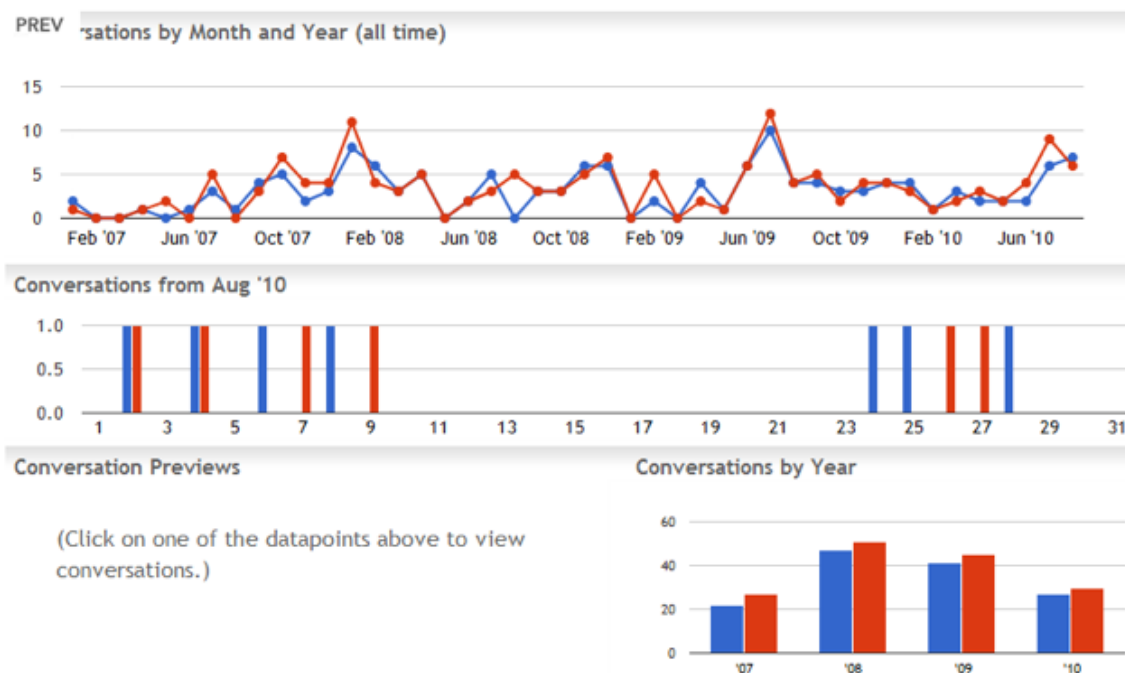 PREV rsations by Month and Year (all time)
15
10
5
0
Feb '07 Jun '07 Oct '07 Feb '08 Jun '08 Oct '08 Feb '09 Jun '09 Oct '09 Feb '10 Jun '10
Conversations from Aug '10
1.0
0.5
0.0
1 3 5 7 9 11 13 15 17 19 21 23 25 27 29 31
Conversation Previews
(Click on one of the datapoints above to view
conversations.)
Conversations by Year
60
40
20
0
'07 '08 '09 '10